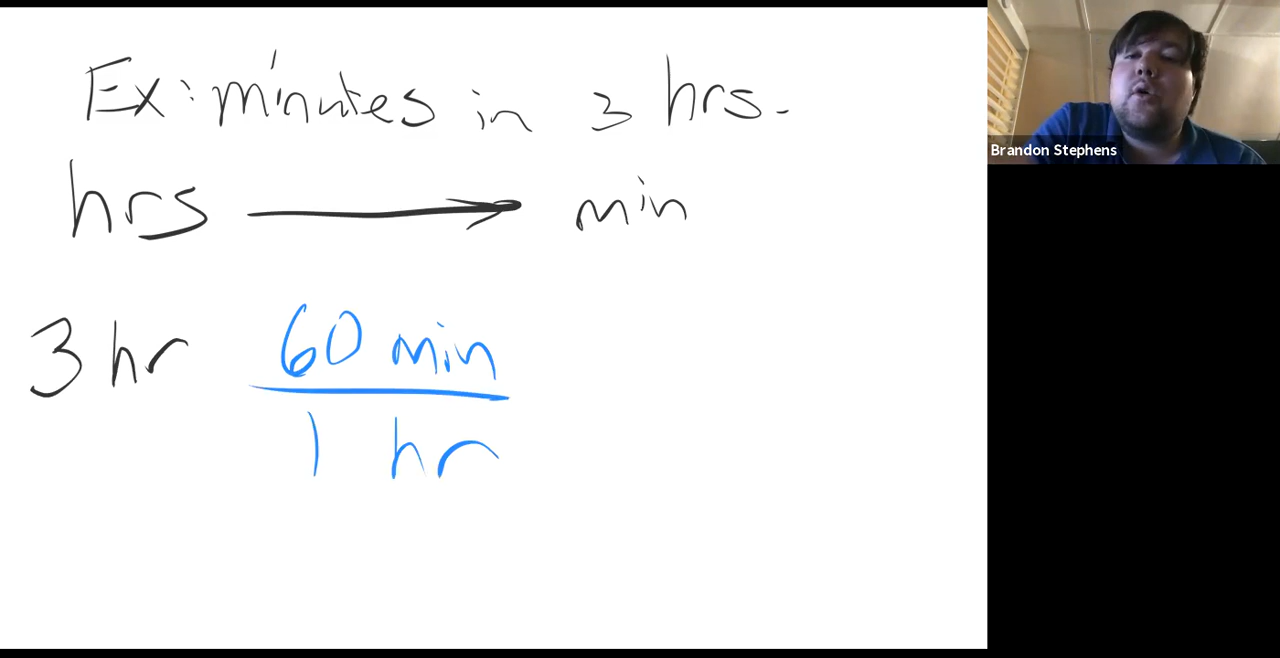 Ex: minutes in 3 hrs.
hrs → min
3 hr 60 min
1 hr
Brandon Stephens